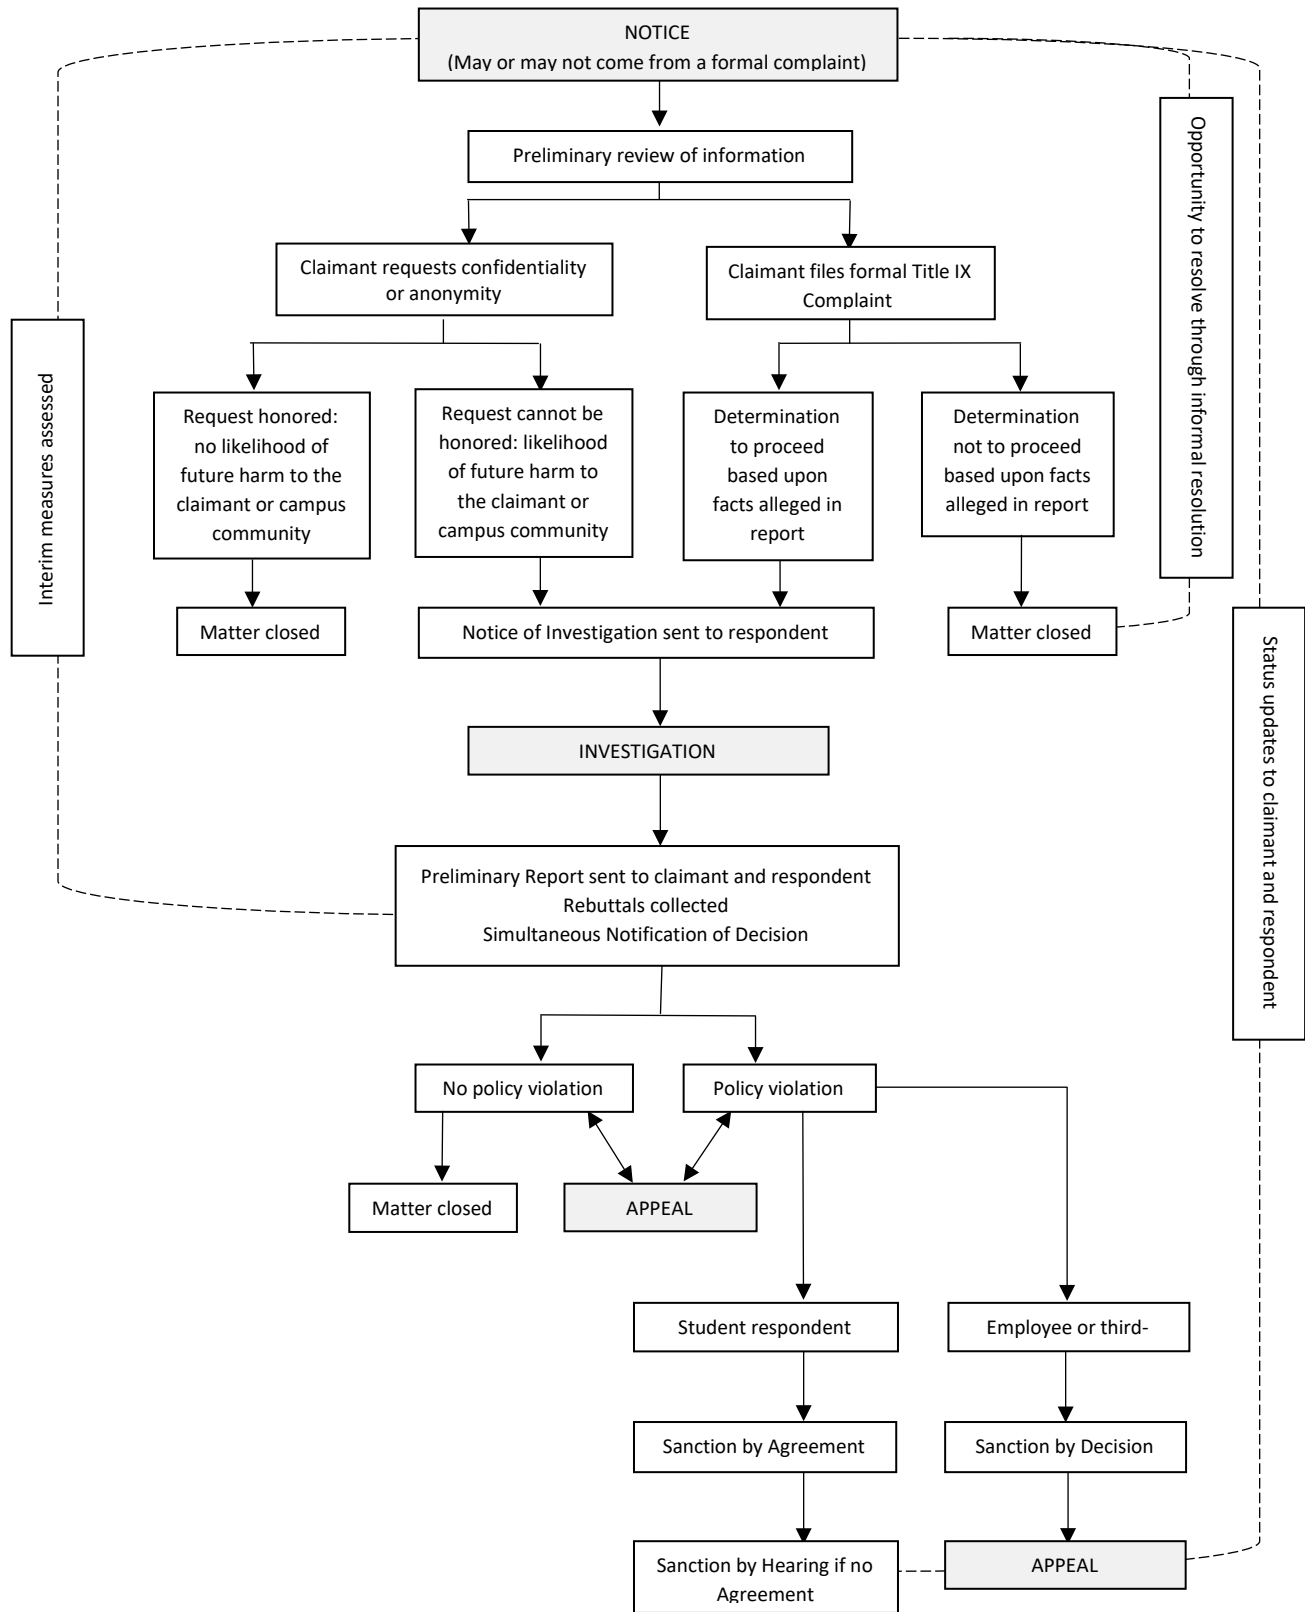 NOTICE
(May or may not come from a formal complaint)
Preliminary review of information
Claimant requests confidentiality
or anonymity
Claimant files formal Title IX
Complaint
Opportunity to resolve through informal resolution
Interim measures assessed
Request honored:
no likelihood of
future harm to the
claimant or campus
community
Request cannot be
honored: likelihood
of future harm to
the claimant or
campus community
Determination
to proceed
based upon
facts alleged in
report
Determination
not to proceed
based upon facts
alleged in report
Matter closed
Notice of Investigation sent to respondent
Matter closed
Status updates to claimant and respondent
INVESTIGATION
Preliminary Report sent to claimant and respondent
Rebuttals collected
Simultaneous Notification of Decision
No policy violation
Policy violation
Matter closed
APPEAL
Student respondent
Employee or third-
Sanction by Agreement
Sanction by Decision
Sanction by Hearing if no
Agreement
APPEAL